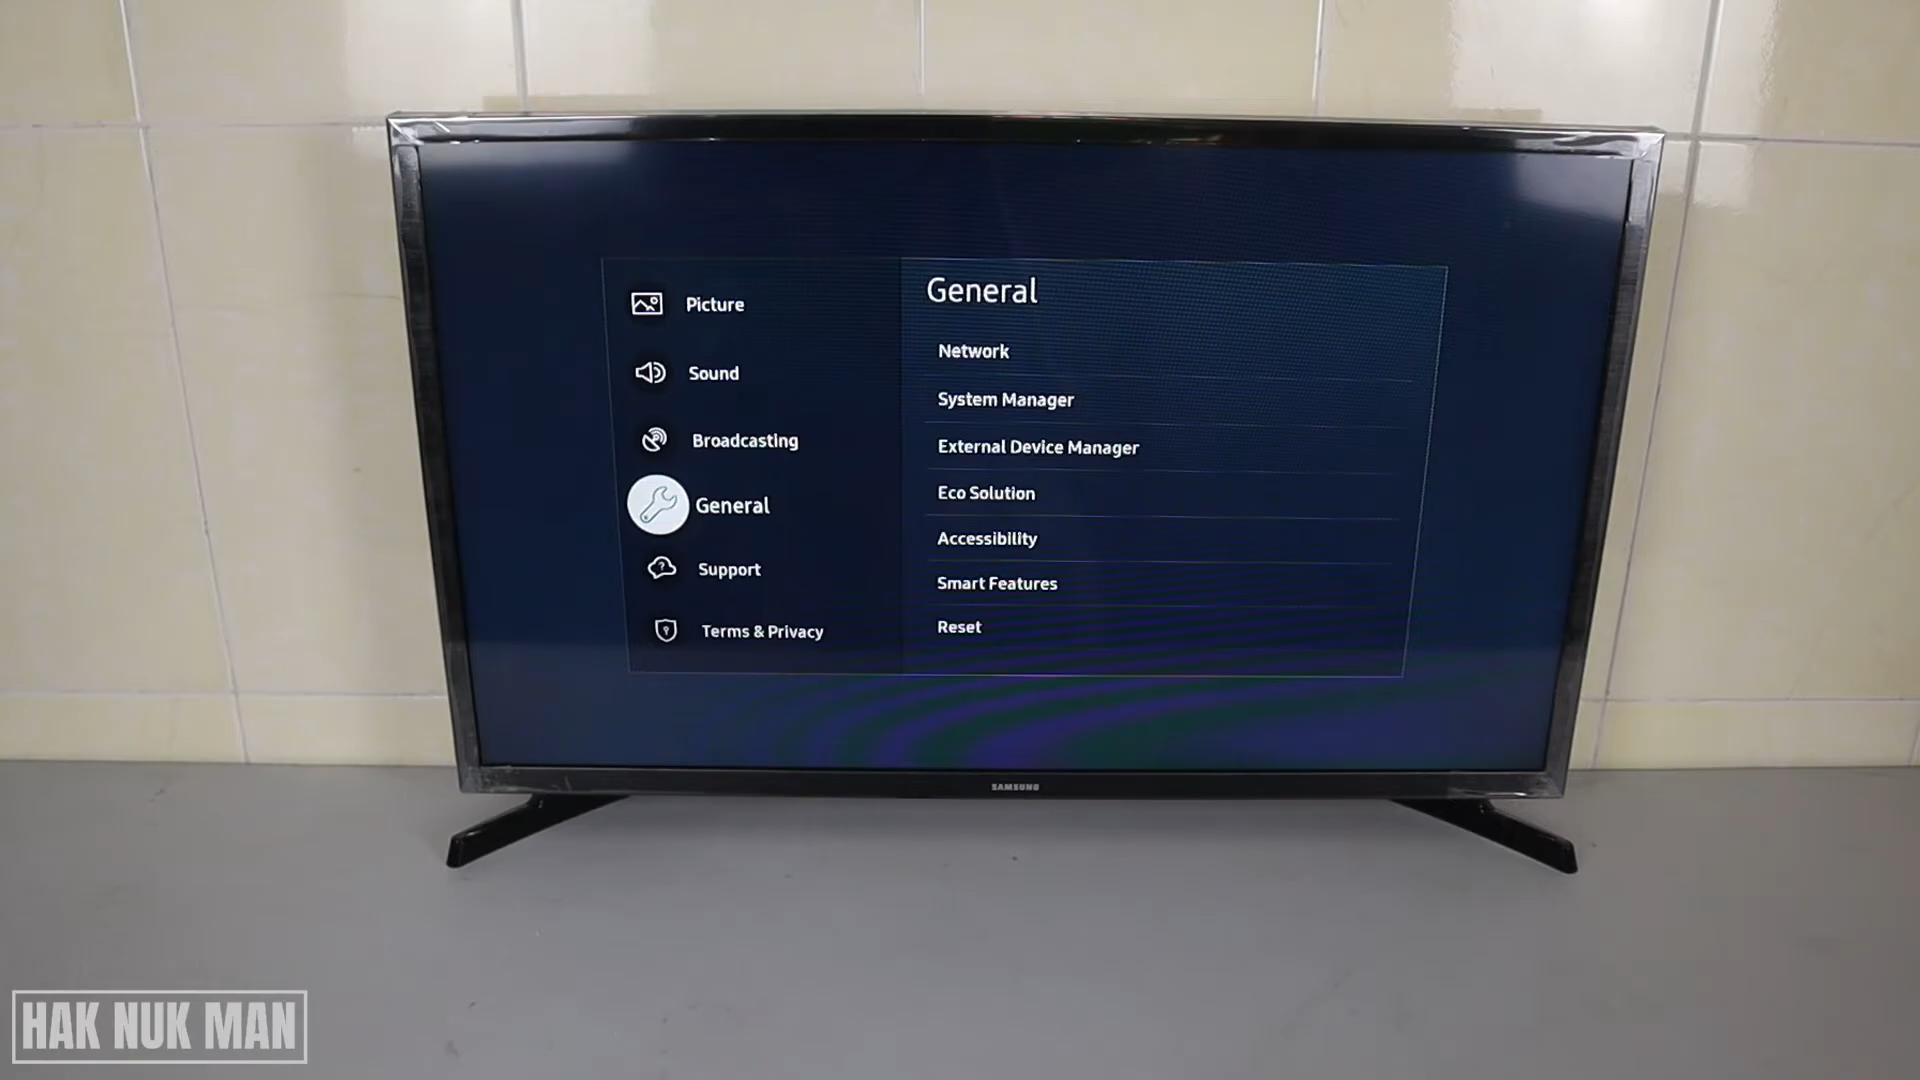 Picture
Sound
Broadcasting
General
Support
Terms & Privacy
General
Network
System Manager
External Device Manager
Eco Solution
Accessibility
Smart Features
Reset
SAMSUNG
HAK NUK MAN